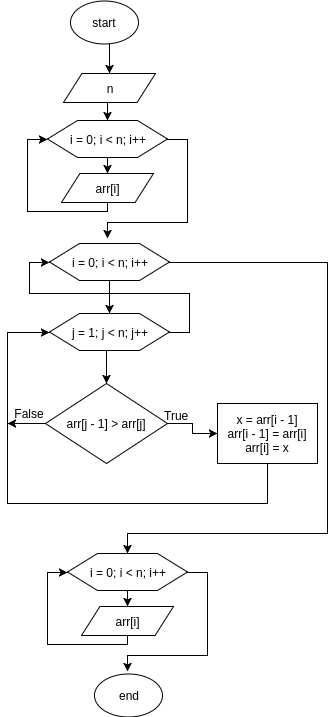 start
n
i = 0; i < n; i++
arr[i]
i = 0; i < n; i++
j = 1; j < n; j++
False
arr[j - 1] > arr[j]
True
x = arr[i - 1]
arr[i - 1] = arr[i]
arr[i] = x
i = 0; i < n; i++
arr[i]
end